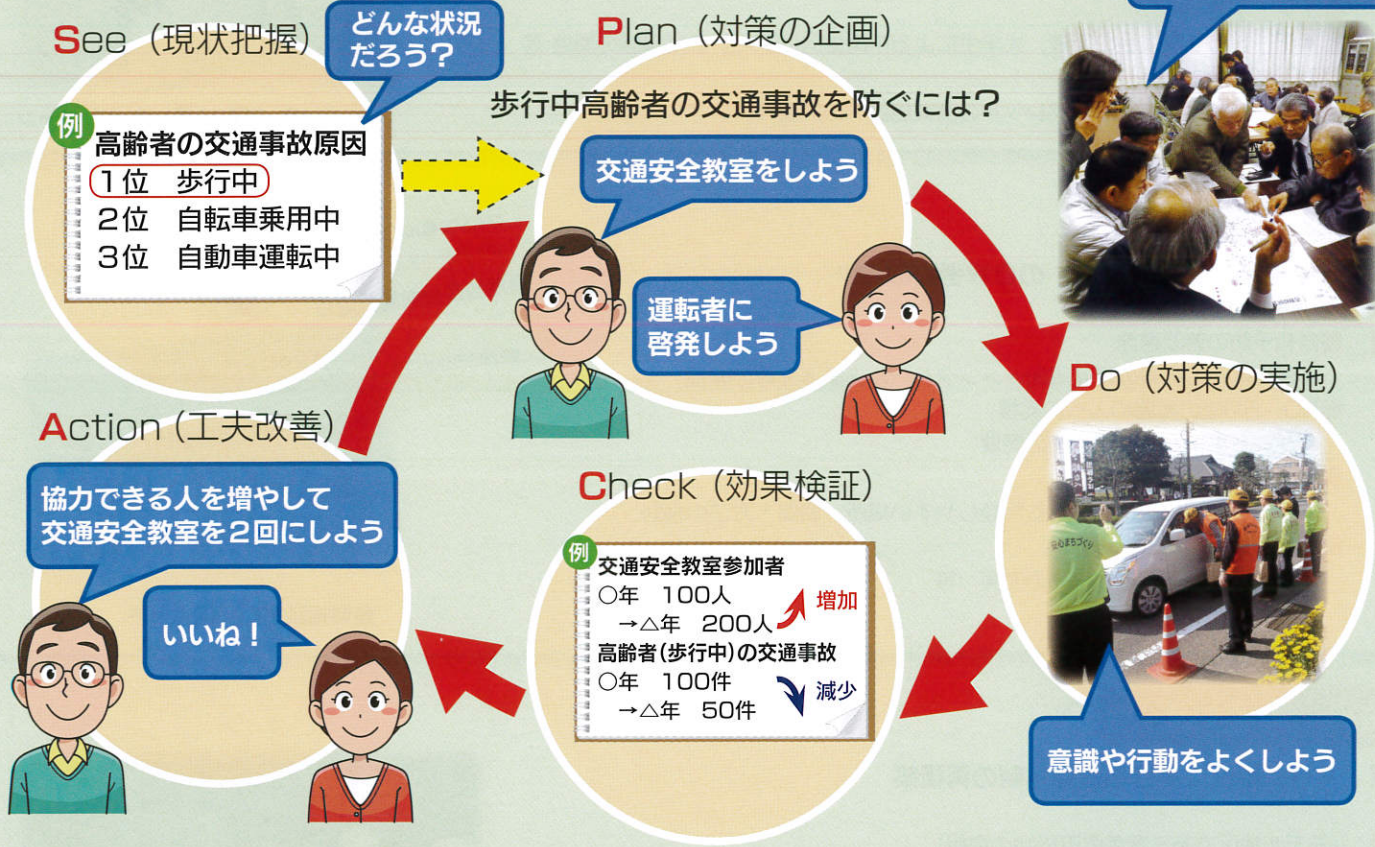 See（現状把握）
どんな状況
だろう？
例
高齢者の交通事故原因
1位　歩行中
2位　自転車乗用中
3位　自動車運転中
Plan（対策の企画）
歩行中高齢者の交通事故を防ぐには？
交通安全教室をしよう
運転者に
啓発しよう
Do（対策の実施）
安心まちづくり
意識や行動をよくしよう
Check（効果検証）
例
交通安全教室参加者
○年　100人
→△年　200人
増加
高齢者（歩行中）の交通事故
○年　100件
→△年　50件
減少
Action（工夫改善）
協力できる人を増やして
交通安全教室を2回にしよう
いいね！